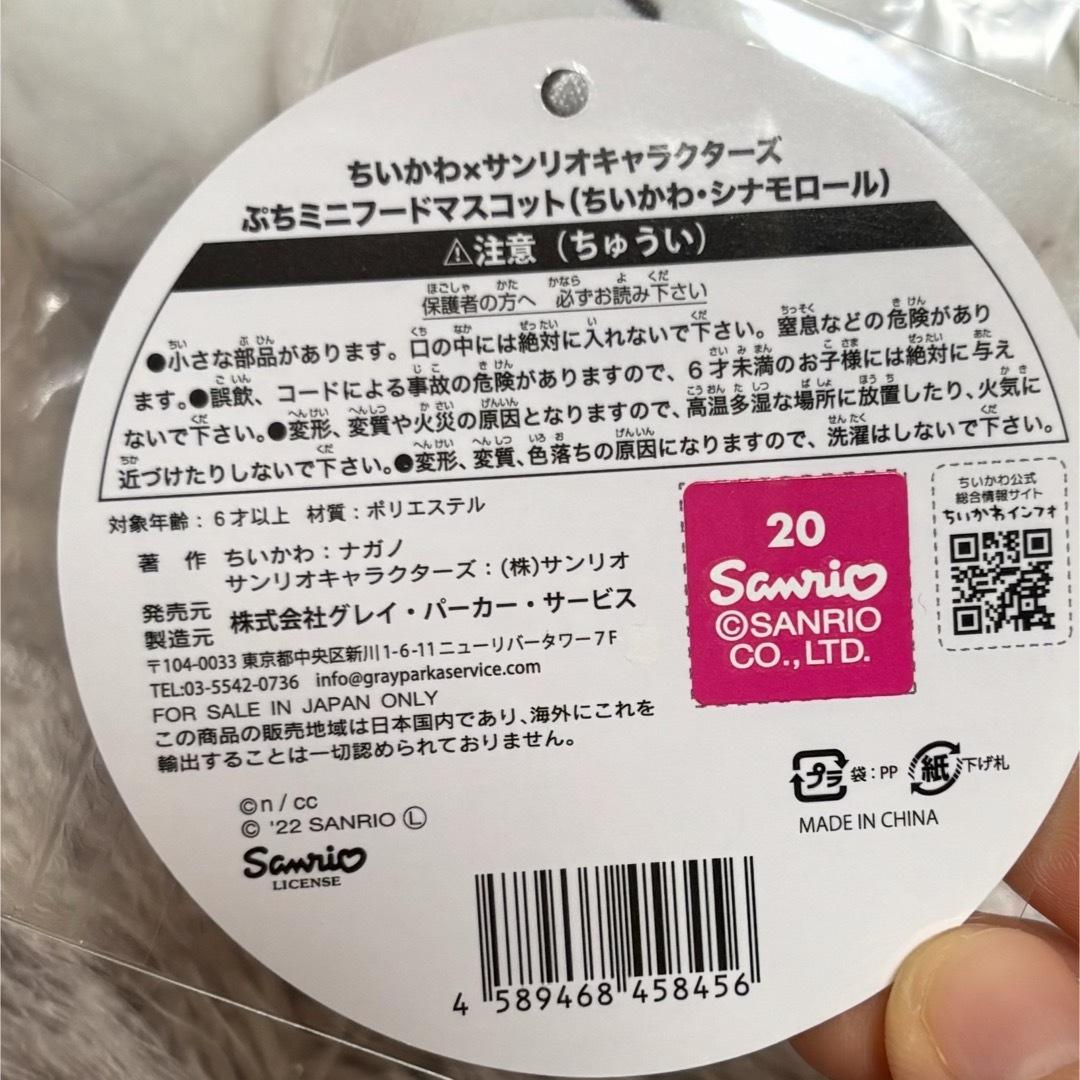 ちいかわ×サンリオキャラクターズ
ぷちミニフードマスコット(ちいかわ・シナモロール)
⚠注意(ちゅうい)
保護者の方へ 必ずお読み下さい
●小さな部品があります。口の中には絶対に入れないで下さい。窒息などの危険があり
ます。●誤飲、コードによる事故の危険がありますので、6才未満のお子様には絶対に与え
ないで下さい。●変形、変質や火災の原因となりますので、高温多湿な場所に放置したり、火気に
近づけたりしないで下さい。●変形、変質、色落ちの原因になりますので、洗濯はしないで下さい。
対象年齢:6才以上 材質:ポリエステル
著 作 ちいかわ:ナガノ
サンリオキャラクターズ:(株)サンリオ
発売元
製造元 株式会社グレイ・パーカー・サービス
〒104-0033 東京都中央区新川1-6-11ニューリバータワー7F
TEL:03-5542-0736 info@grayparkaservice.com
FOR SALE IN JAPAN ONLY
この商品の販売地域は日本国内であり、海外にこれを
輸出することは一切認められておりません。
©n / cc
© '22 SANRIO Ⓛ
Sanrio
LICENSE
20
Sanrio
©SANRIO
CO.,LTD.
ちいかわ公式
総合情報サイト
ちいかわインフォ
プラ 袋:PP 紙 下げ札
MADE IN CHINA
4 589468 458456